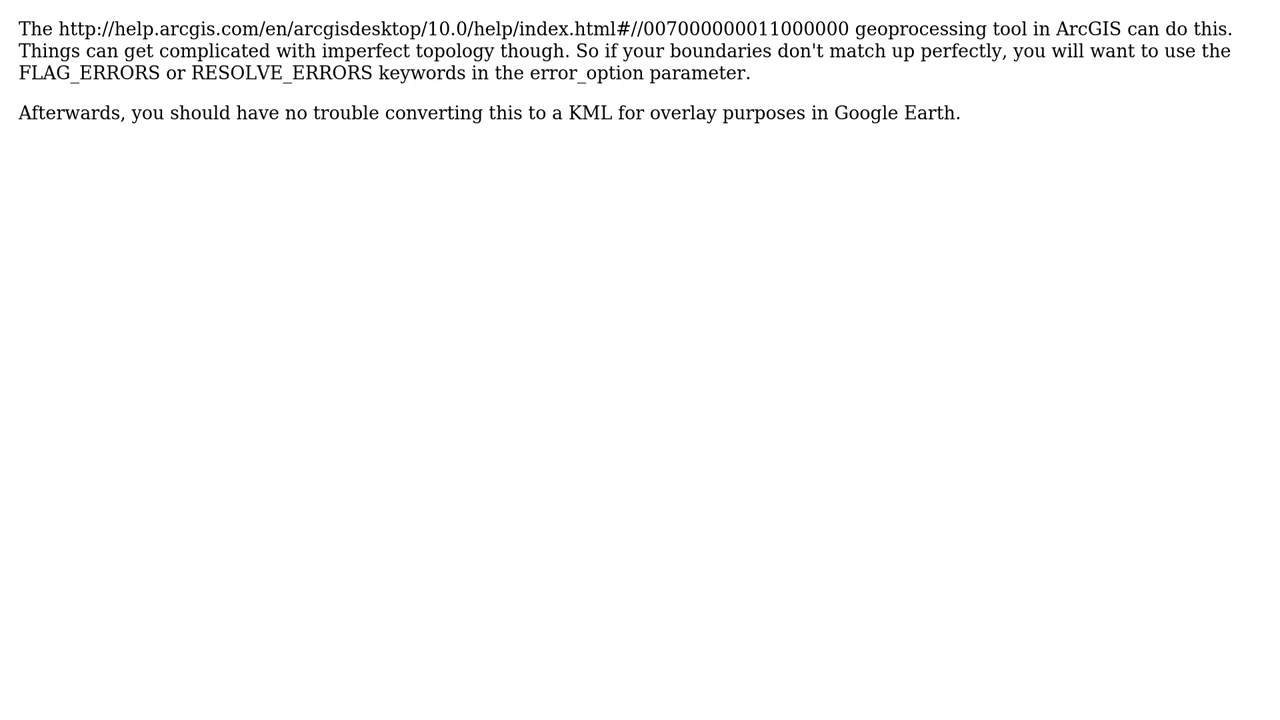 The http://help.arcgis.com/en/arcgisdesktop/10.0/help/index.html#//007000000011000000 geoprocessing tool in ArcGIS can do this.
Things can get complicated with imperfect topology though. So if your boundaries don't match up perfectly, you will want to use the
FLAG_ERRORS or RESOLVE_ERRORS keywords in the error_option parameter.
Afterwards, you should have no trouble converting this to a KML for overlay purposes in Google Earth.